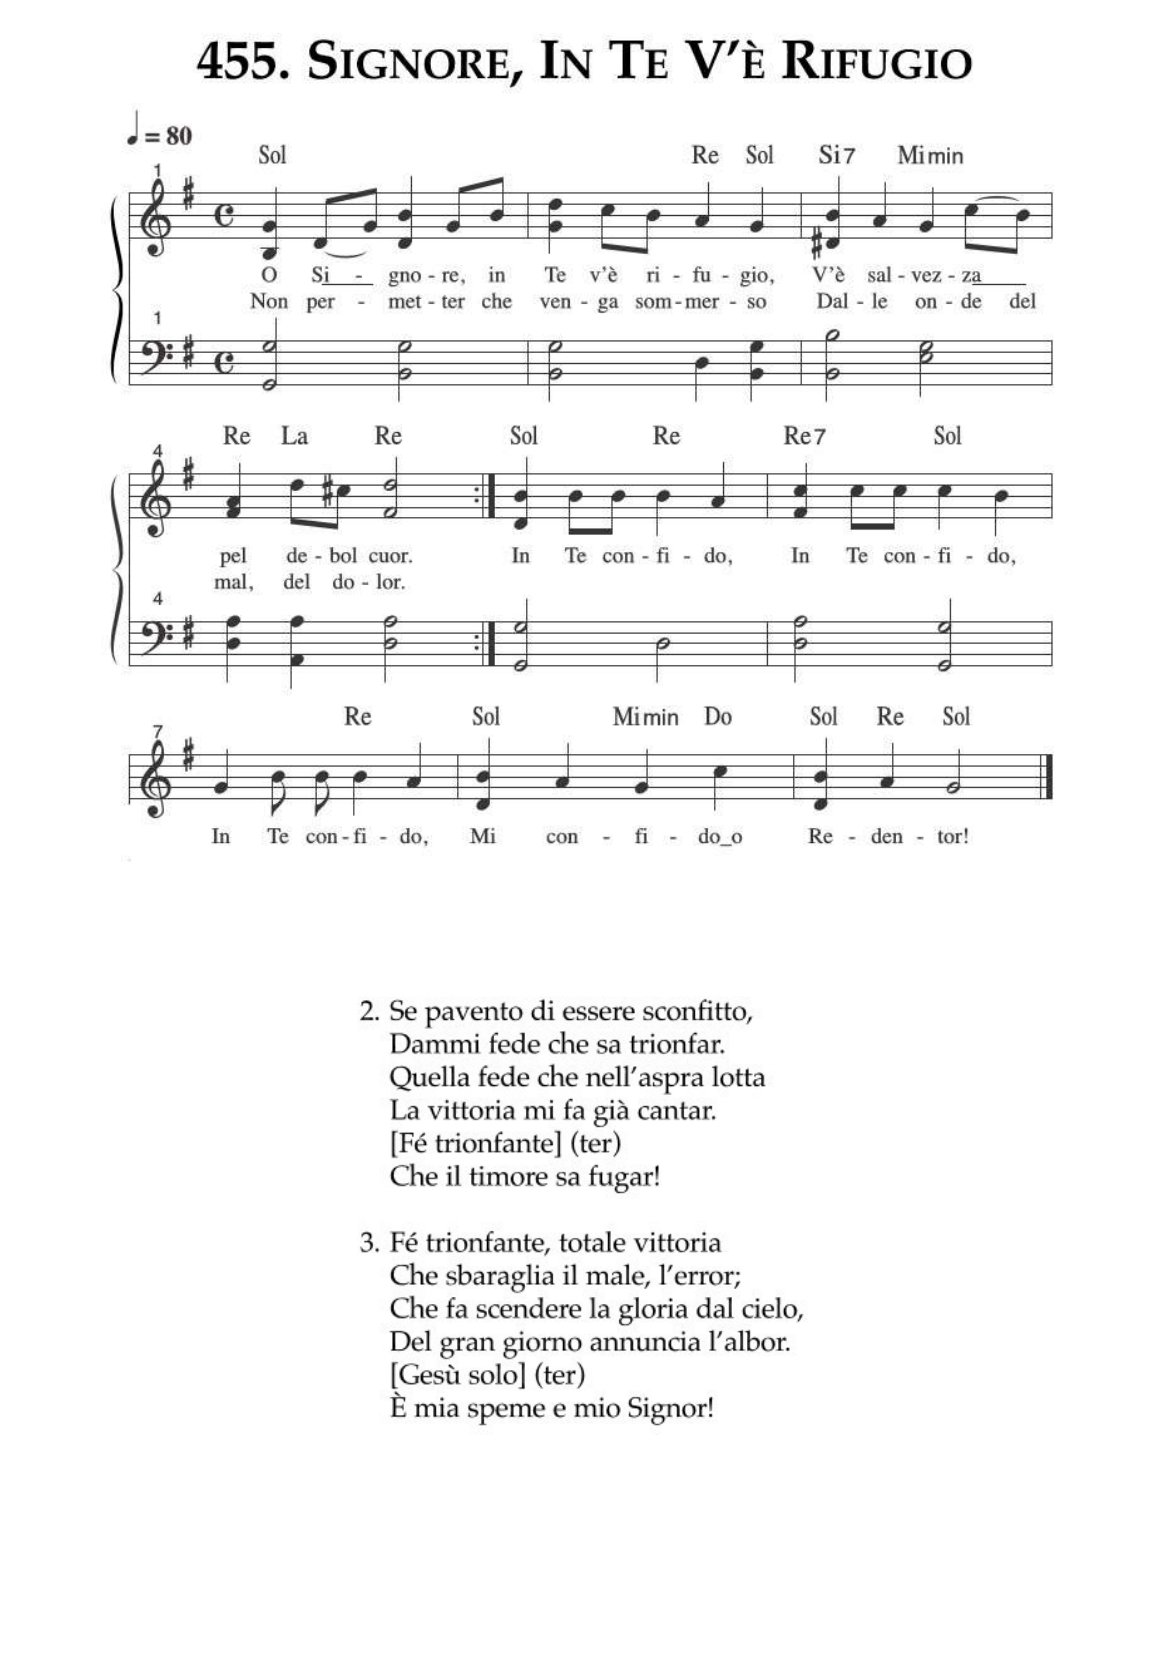 455. Signore, In Te V'è Rifugio
= 80
Sol Re Sol Si7 Mimin
1
O Si - gno - re, in Te v'è ri - fu - gio, V'è sal - vez - za
Non per - met - ter che ven - ga som - mer - so Dal - le on - de del
1
Re La Re Sol Re Re7 Sol
4
pel de - bol cuor. In Te con - fi - do, In Te con - fi - do,
mal, del do - lor.
4
Re Sol Mimin Do Sol Re Sol
7
In Te con - fi - do, Mi con - fi - do_o Re - den - tor!
2. Se pavento di essere sconfitto,
Dammi fede che sa trionfar.
Quella fede che nell'aspra lotta
La vittoria mi fa già cantar.
[Fé trionfante] (ter)
Che il timore sa fugar!
3. Fé trionfante, totale vittoria
Che sbaraglia il male, l'error;
Che fa scendere la gloria dal cielo,
Del gran giorno annuncia l'albor.
[Gesù solo] (ter)
È mia speme e mio Signor!